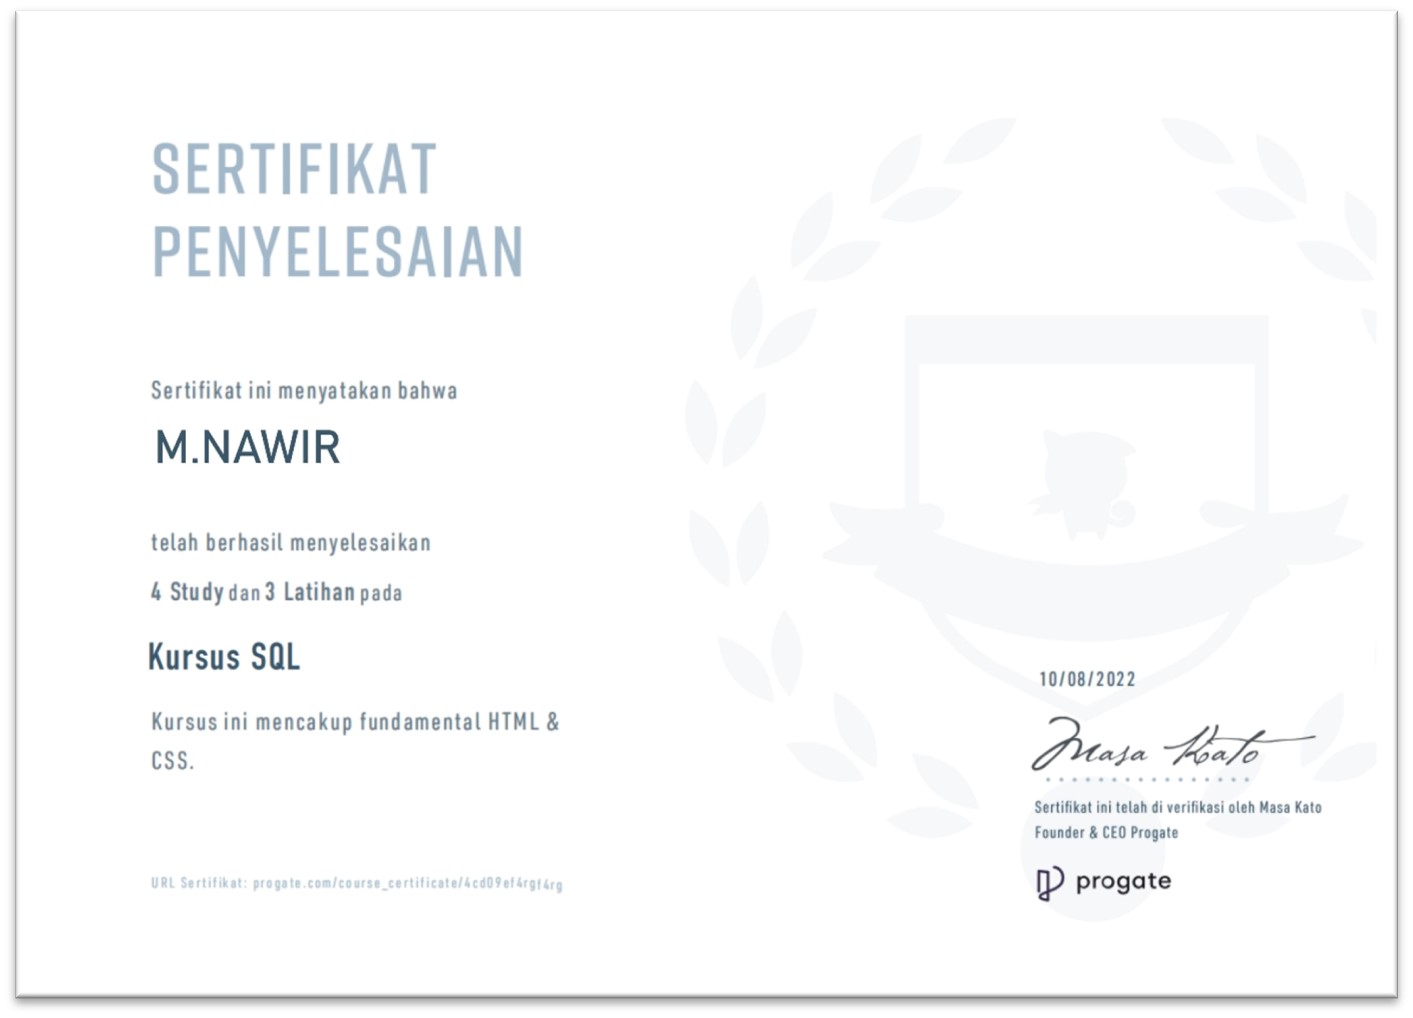 SERTIFIKAT
PENYELESAIAN
Sertifikat ini menyatakan bahwa
M.NAWIR
telah berhasil menyelesaikan
4 Study dan 3 Latihan pada
Kursus SQL
Kursus ini mencakup fundamental HTML &
CSS.
10/08/2022
Masa Kato
Sertifikat ini telah di verifikasi oleh Masa Kato
Founder & CEO Progate
URL Sertifikat: progate.com/course_certificate/4cd09ef4rgf4rg
progate